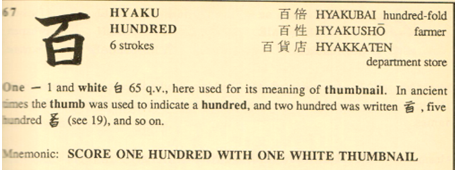 67 百 HYAKU 百倍 HYAKUBAI hundred-fold
HUNDRED 百性 HYAKUSHŌ farmer
6 strokes 百貨店 HYAKKATEN
department store
One 一 1 and white 白 65 q.v., here used for its meaning of thumbnail. In ancient
times the thumb was used to indicate a hundred, and two hundred was written , five
hundred (see 19), and so on.
Mnemonic: SCORE ONE HUNDRED WITH ONE WHITE THUMBNAIL